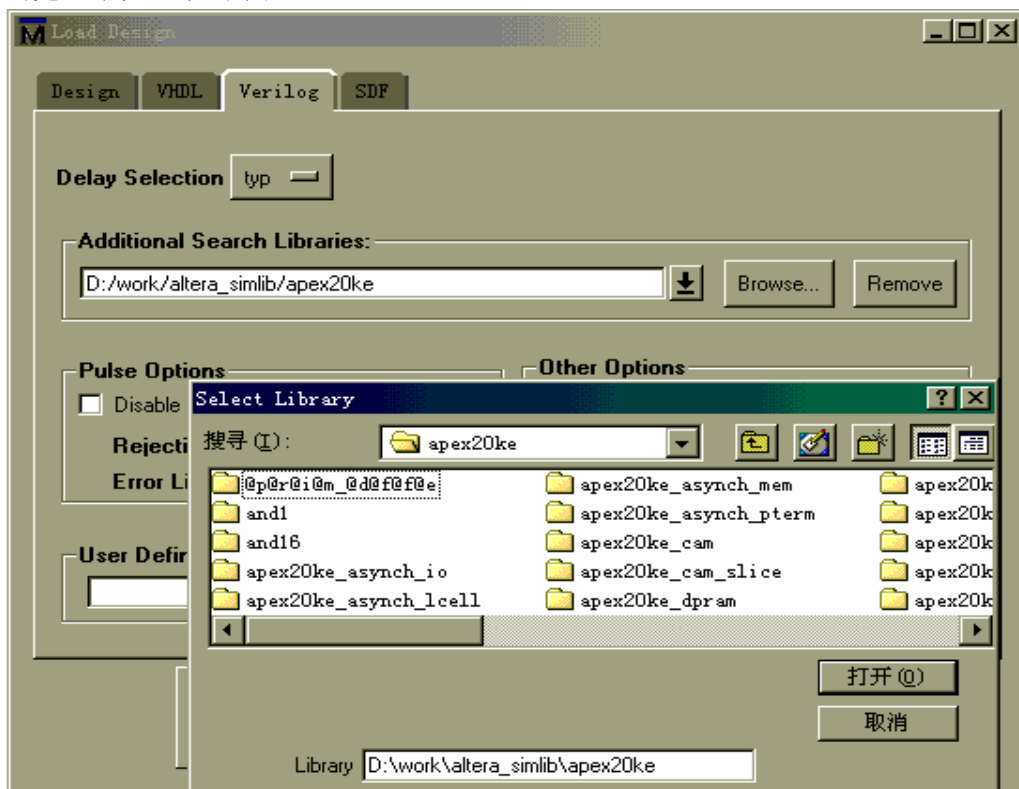 Load Design
Design VHDL Verilog SDF
Delay Selection typ
Additional Search Libraries:
D:/work/altera_simlib/apex20ke Browse... Remove
Pulse Options Other Options
Disable
Select Library
搜寻(I): apex20ke
@p@r@i@m_@d@f@f@e apex20ke_asynch_mem apex20k
and1 apex20ke_asynch_pterm apex20k
and16 apex20ke_cam apex20k
apex20ke_asynch_io apex20ke_cam_slice apex20k
apex20ke_asynch_lcell apex20ke_dpram apex20k
Rejecti
Error Li
User Defir
打开(O)
取消
Library D:\work\altera_simlib\apex20ke